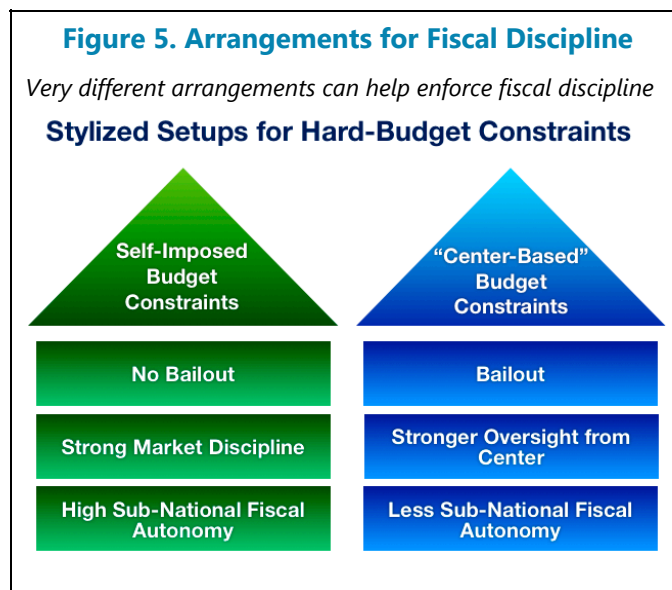 Figure 5. Arrangements for Fiscal Discipline
Very different arrangements can help enforce fiscal discipline
Stylized Setups for Hard-Budget Constraints
Self-Imposed
Budget
Constraints
No Bailout
Strong Market Discipline
High Sub-National Fiscal
Autonomy
“Center-Based”
Budget
Constraints
Bailout
Stronger Oversight from
Center
Less Sub-National Fiscal
Autonomy